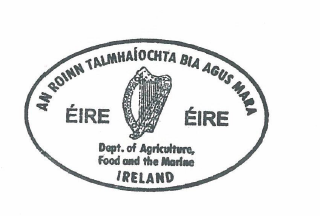 AN ROINN TALMHAÍOCHTA BIA AGUS MARA
ÉIRE ÉIRE
Dept. of Agriculture,
Food and the Marine
IRELAND